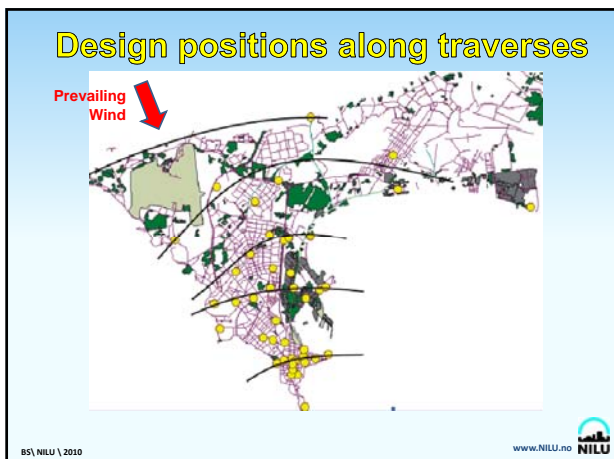 Design positions along traverses
Prevailing
Wind
BS\ NILU \ 2010
www.NILU.no
NILU